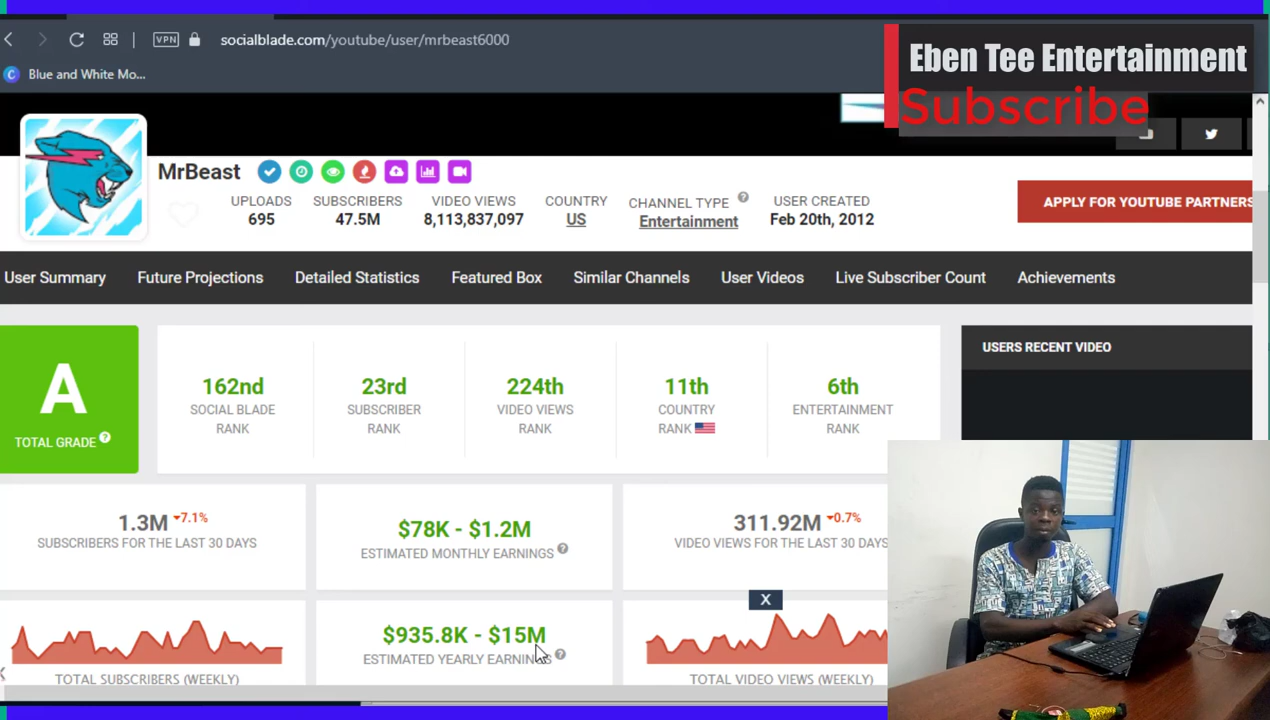 VPN
socialblade.com/youtube/user/mrbeast6000
Eben Tee Entertainment
Subscribe
Blue and White Mo...
MrBeast
UPLOADS
695
SUBSCRIBERS
47.5M
VIDEO VIEWS
8,113,837,097
COUNTRY
US
CHANNEL TYPE
Entertainment
USER CREATED
Feb 20th, 2012
APPLY FOR YOUTUBE PARTNERS
User Summary
Future Projections
Detailed Statistics
Featured Box
Similar Channels
User Videos
Live Subscriber Count
Achievements
A
TOTAL GRADE
162nd
SOCIAL BLADE
RANK
23rd
SUBSCRIBER
RANK
224th
VIDEO VIEWS
RANK
11th
COUNTRY
RANK
6th
ENTERTAINMENT
RANK
USERS RECENT VIDEO
1.3M -7.1%
SUBSCRIBERS FOR THE LAST 30 DAYS
$78K - $1.2M
ESTIMATED MONTHLY EARNINGS
311.92M -0.7%
VIDEO VIEWS FOR THE LAST 30 DAYS
X
$935.8K - $15M
ESTIMATED YEARLY EARNINGS
TOTAL SUBSCRIBERS (WEEKLY)
TOTAL VIDEO VIEWS (WEEKLY)